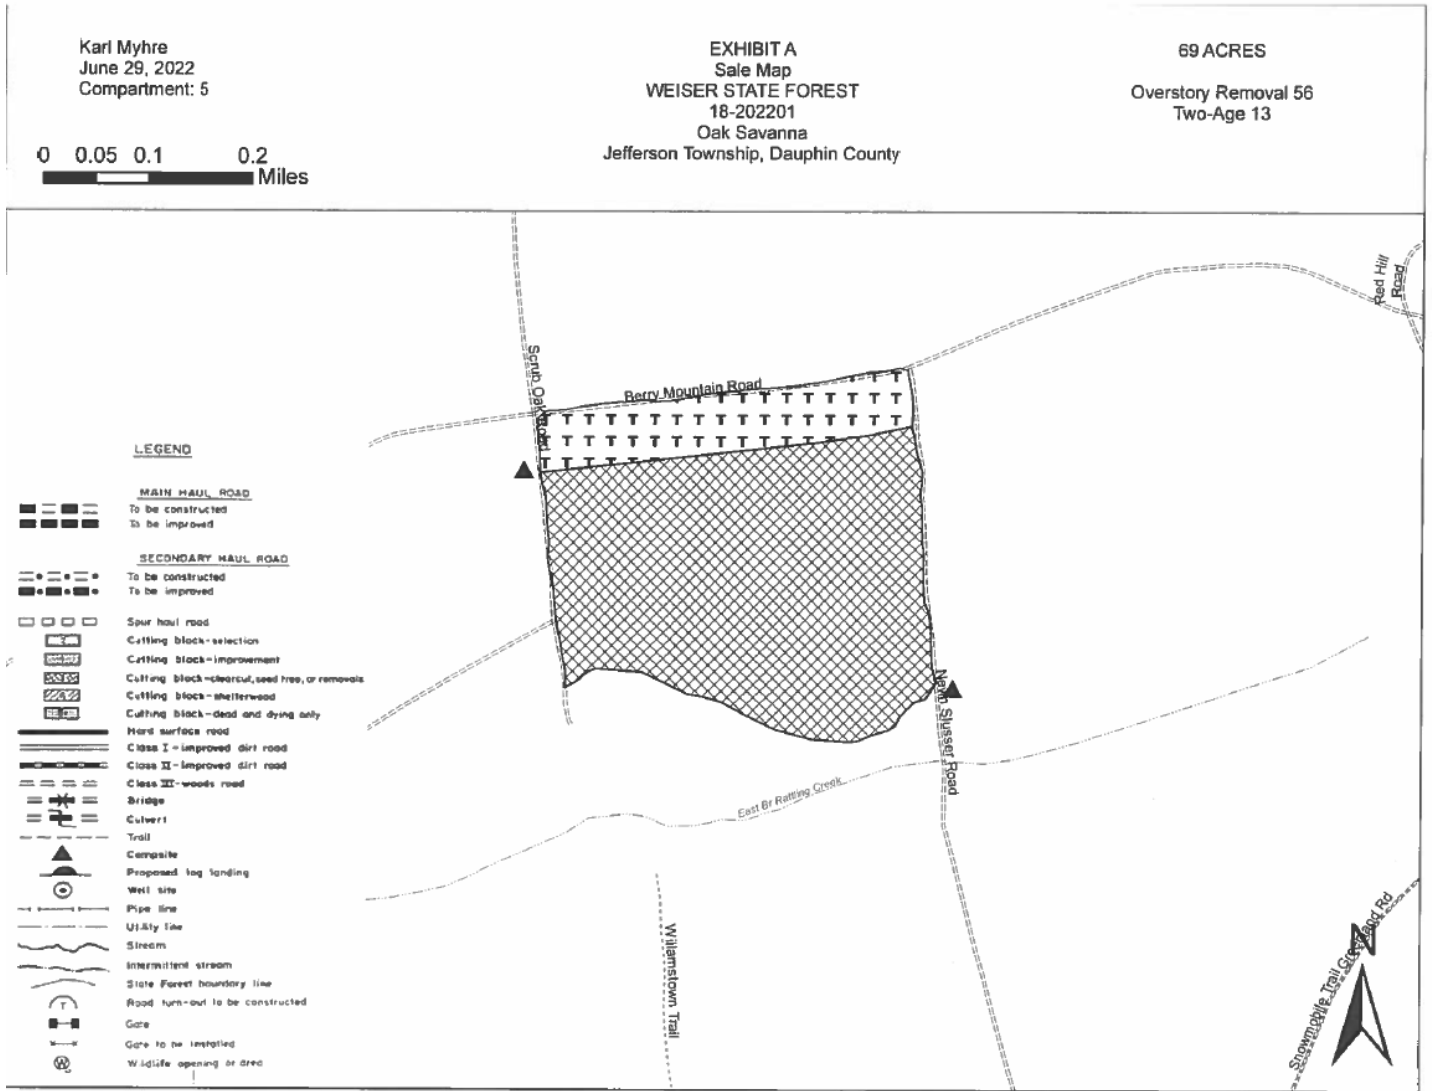 Karl Myhre
June 29, 2022
Compartment: 5
EXHIBIT A
Sale Map
WEISER STATE FOREST
18-202201
Oak Savanna
Jefferson Township, Dauphin County
69 ACRES
Overstory Removal 56
Two-Age 13
0 0.05 0.1 0.2
Miles
Red Hill
Road
Scrub Oak Road
Berry Mountain Road
LEGEND
MAIN HAUL ROAD
To be constructed
To be improved
SECONDARY HAUL ROAD
To be constructed
To be improved
Spur haul road
Cutting block-selection
Cutting block-improvement
Cutting block-clearcut, seed tree, or removals
Cutting block-shelterwood
Cutting block-dead and dying only
Hard surface road
Class I-improved dirt road
Class II-improved dirt road
Class III-woods road
Bridge
Culvert
Trail
Campsite
Proposed log landing
Well site
Pipe line
Utility line
Stream
Intermittent stream
State Forest boundary line
Road turn-out to be constructed
Gate
Gate to be installed
Wildlife opening or area
Slusser Road
East Br Rattling Creek
Williamstown Trail
Snowmobile Trail
Rd
N